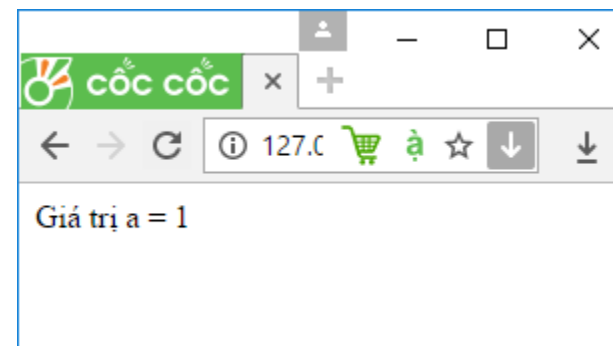 cốc cốc
127.0
ạ
Giá trị a = 1